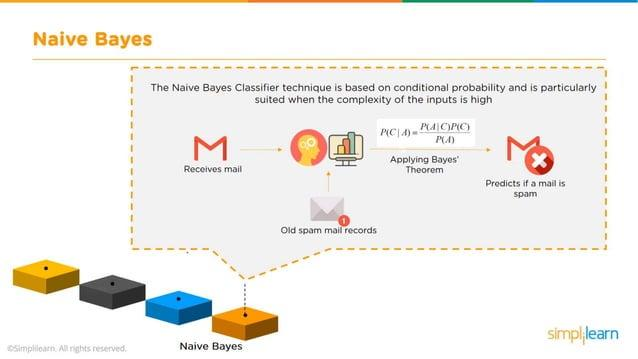 Naive Bayes
The Naive Bayes Classifier technique is based on conditional probability and is particularly
suited when the complexity of the inputs is high
P(C | A) = P(A | C)P(C) / P(A)
Receives mail
Applying Bayes'
Theorem
Predicts if a mail is
spam
1
Old spam mail records
Naive Bayes
©Simplilearn. All rights reserved.
simplilearn